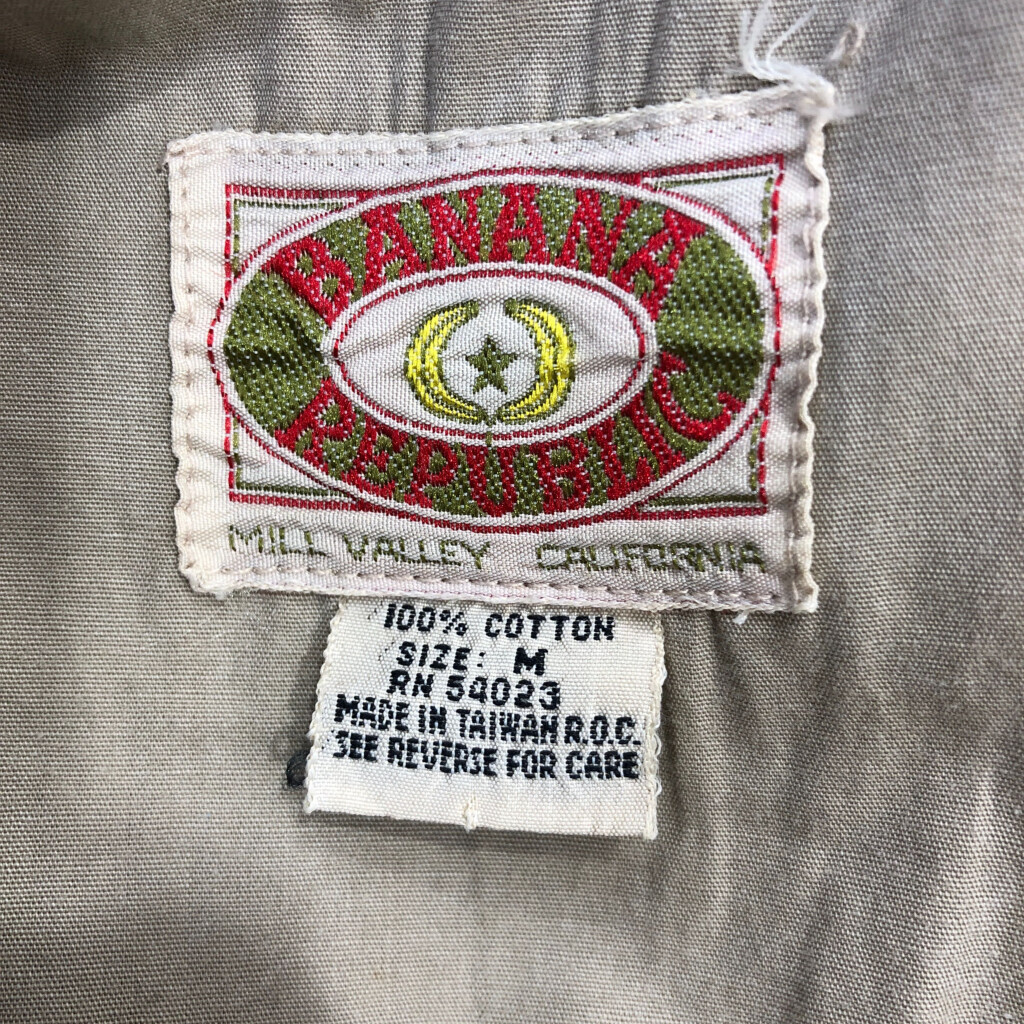 BANANA
REPUBLIC
MILL VALLEY CALIFORNIA
100% COTTON
SIZE: M
RN 54023
MADE IN TAIWAN R.O.C.
SEE REVERSE FOR CARE